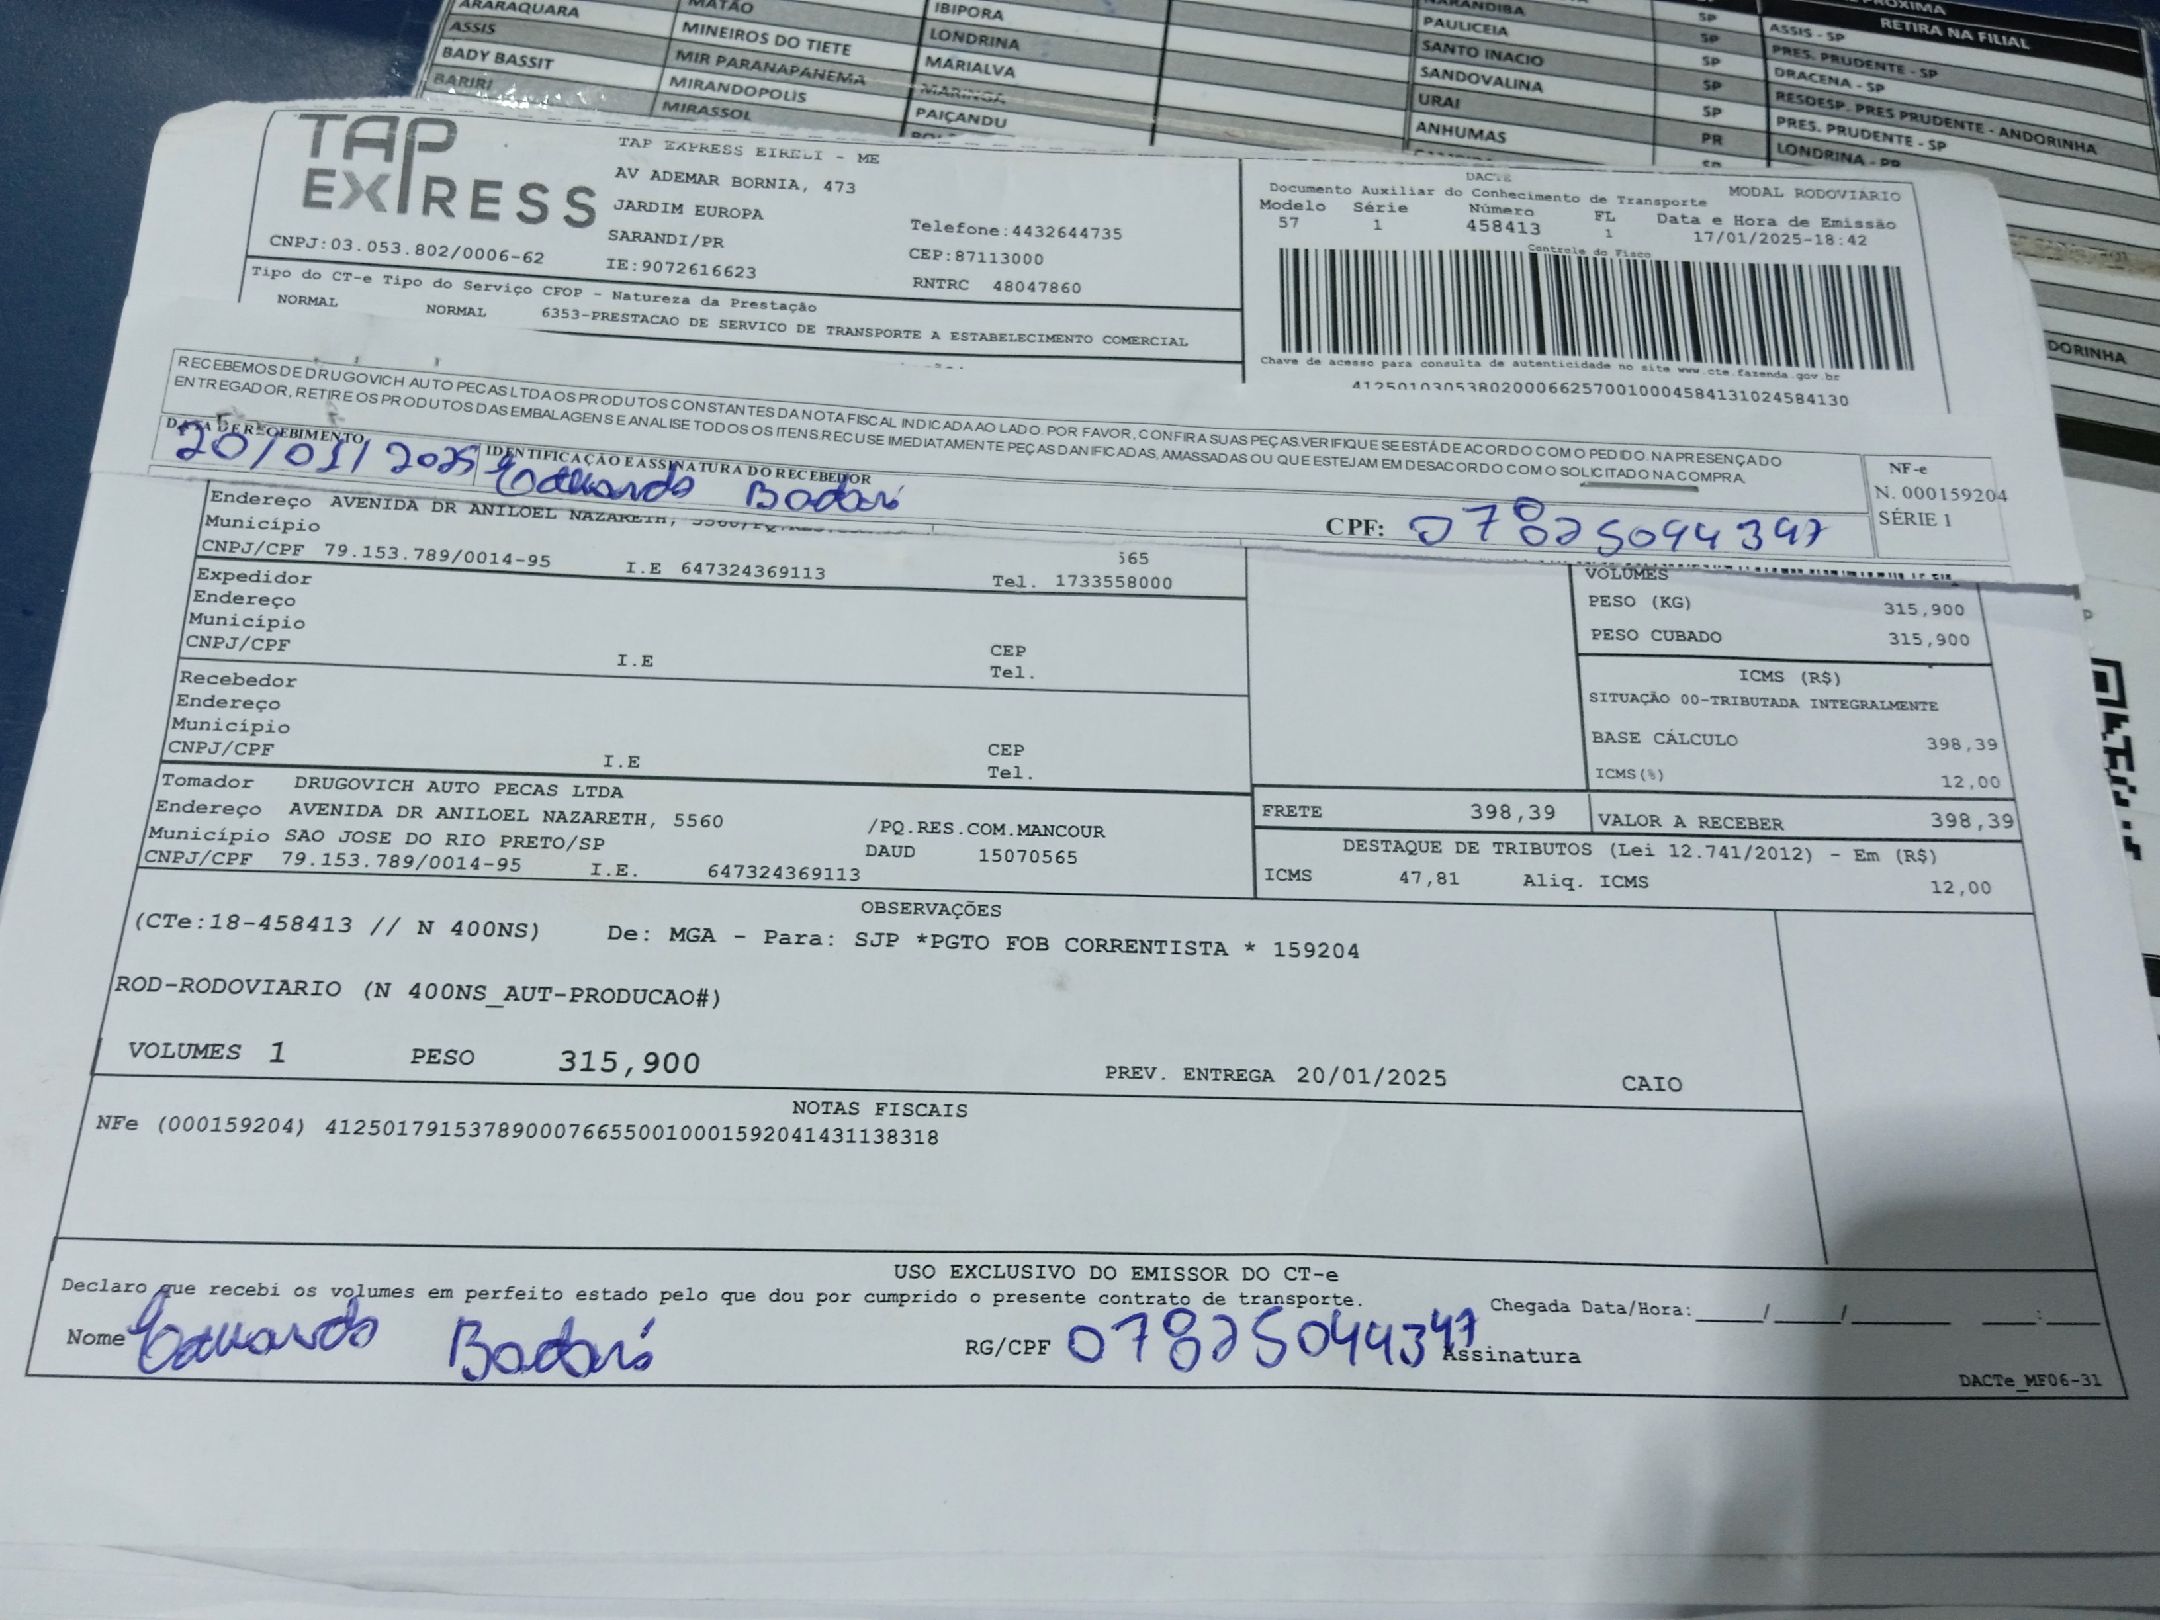 ARARAQUARA MATÃO IBIPORA NARANDIBA SP
ASSIS MINEIROS DO TIETE LONDRINA PAULICEIA SP ASSIS - SP RETIRA NA FILIAL
BADY BASSIT MIR PARANAPANEMA MARIALVA SANTO INACIO SP PRES. PRUDENTE - SP
BARIRI MIRANDOPOLIS MARINGÁ SANDOVALINA SP DRACENA - SP
MIRASSOL PAIÇANDU URAI SP RESDESP. PRES PRUDENTE - ANDORINHA
ANHUMAS PR PRES. PRUDENTE - SP
LONDRINA - PR
DORINHA
TAP EXPRESS
TAP EXPRESS EIRELI - ME
AV ADEMAR BORNIA, 473
JARDIM EUROPA Telefone:4432644735
SARANDI/PR CEP:87113000
CNPJ:03.053.802/0006-62 IE:9072616623 RNTRC 48047860
DACTE
Documento Auxiliar do Conhecimento de Transporte MODAL RODOVIÁRIO
Modelo Série Número FL Data e Hora de Emissão
57 1 458413 1 17/01/2025-18:42
Controle do Fisco
Tipo do CT-e Tipo do Serviço CFOP - Natureza da Prestação
NORMAL NORMAL 6353-PRESTACAO DE SERVICO DE TRANSPORTE A ESTABELECIMENTO COMERCIAL
Chave de acesso para consulta de autenticidade no site www.cte.fazenda.gov.br
41250103053802000662570010004584131024584130
RECEBEMOS DE DRUGOVICH AUTO PECAS LTDA OS PRODUTOS CONSTANTES DA NOTA FISCAL INDICADA AO LADO. POR FAVOR, CONFIRA SUAS PEÇAS.VERIFIQUE SE ESTÁ DE ACORDO COM O PEDIDO. NA PRESENÇA DO
ENTREGADOR, RETIRE OS PRODUTOS DAS EMBALAGENS E ANALISE TODOS OS ITENS.RECUSE IMEDIATAMENTE PEÇAS DANIFICADAS, AMASSADAS OU QUE ESTEJAM EM DESACORDO COM O SOLICITADO NA COMPRA.
DATA DE RECEBIMENTO IDENTIFICAÇÃO E ASSINATURA DO RECEBEDOR
20/01/2025 Eduardo Badaró
CPF: 07825044347
NF-e
N. 000159204
SÉRIE 1
Endereço AVENIDA DR ANILOEL NAZARETH, 5560/
Município 565
CNPJ/CPF 79.153.789/0014-95 I.E 647324369113 Tel. 1733558000
Expedidor
Endereço
Município
CNPJ/CPF I.E CEP
Tel.
Recebedor
Endereço
Município
CNPJ/CPF I.E CEP
Tel.
VOLUMES
PESO (KG) 315,900
PESO CUBADO 315,900
ICMS (R$)
SITUAÇÃO 00-TRIBUTADA INTEGRALMENTE
BASE CÁLCULO 398,39
ICMS(%) 12,00
Tomador DRUGOVICH AUTO PECAS LTDA
Endereço AVENIDA DR ANILOEL NAZARETH, 5560 /PQ.RES.COM.MANCOUR
Município SAO JOSE DO RIO PRETO/SP DAUD 15070565
CNPJ/CPF 79.153.789/0014-95 I.E. 647324369113
FRETE 398,39 VALOR A RECEBER 398,39
DESTAQUE DE TRIBUTOS (Lei 12.741/2012) - Em (R$)
ICMS 47,81 Aliq. ICMS 12,00
OBSERVAÇÕES
(CTe:18-458413 // N 400NS) De: MGA - Para: SJP *PGTO FOB CORRENTISTA * 159204
ROD-RODOVIARIO (N 400NS_AUT-PRODUCAO#)
VOLUMES 1 PESO 315,900 PREV. ENTREGA 20/01/2025 CAIO
NOTAS FISCAIS
NFe (000159204) 41250179153789000766550010001592041431138318
USO EXCLUSIVO DO EMISSOR DO CT-e
Declaro que recebi os volumes em perfeito estado pelo que dou por cumprido o presente contrato de transporte. Chegada Data/Hora:____/____/______ ___:___
Nome Eduardo Badaró RG/CPF 07825044347 Assinatura
DACTe_MF06-31